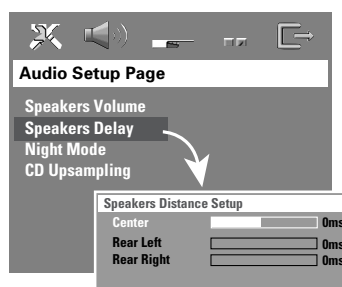 Audio Setup Page
Speakers Volume
Speakers Delay
Night Mode
CD Upsampling
Speakers Distance Setup
Center 0ms
Rear Left 0ms
Rear Right 0ms